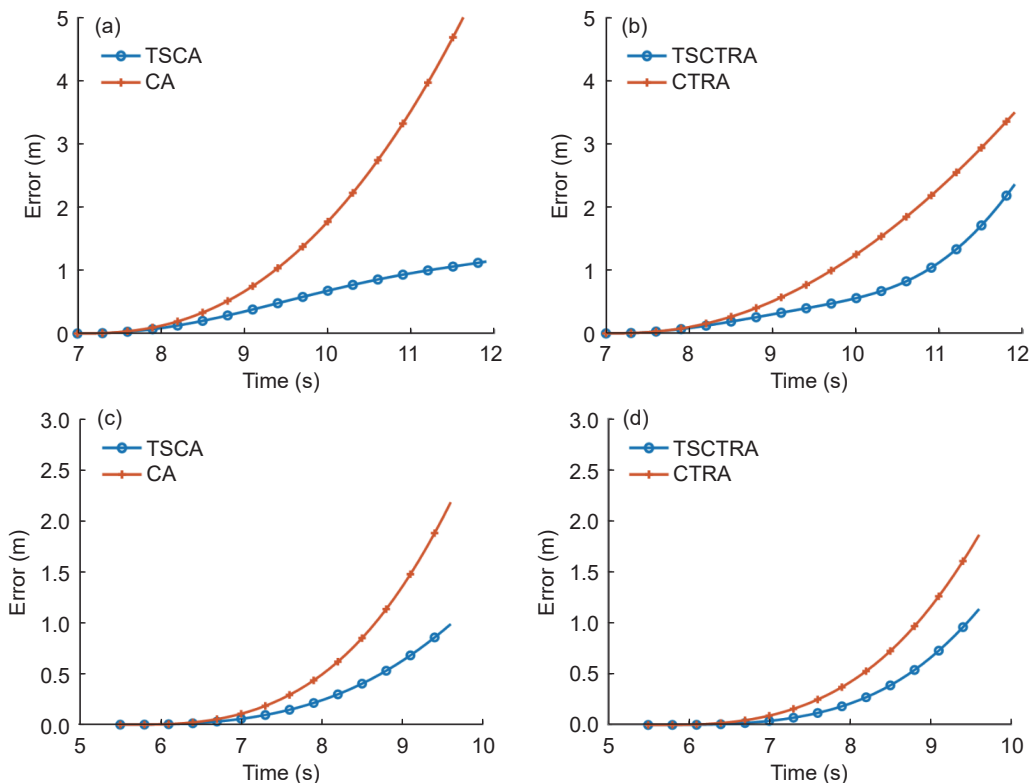 (a)
TSCA
CA
Error (m)
5
4
3
2
1
0
7 8 9 10 11 12
Time (s)
(b)
TSCTRA
CTRA
Error (m)
5
4
3
2
1
0
7 8 9 10 11 12
Time (s)
(c)
TSCA
CA
Error (m)
3.0
2.5
2.0
1.5
1.0
0.5
0.0
5 6 7 8 9 10
Time (s)
(d)
TSCTRA
CTRA
Error (m)
3.0
2.5
2.0
1.5
1.0
0.5
0.0
5 6 7 8 9 10
Time (s)